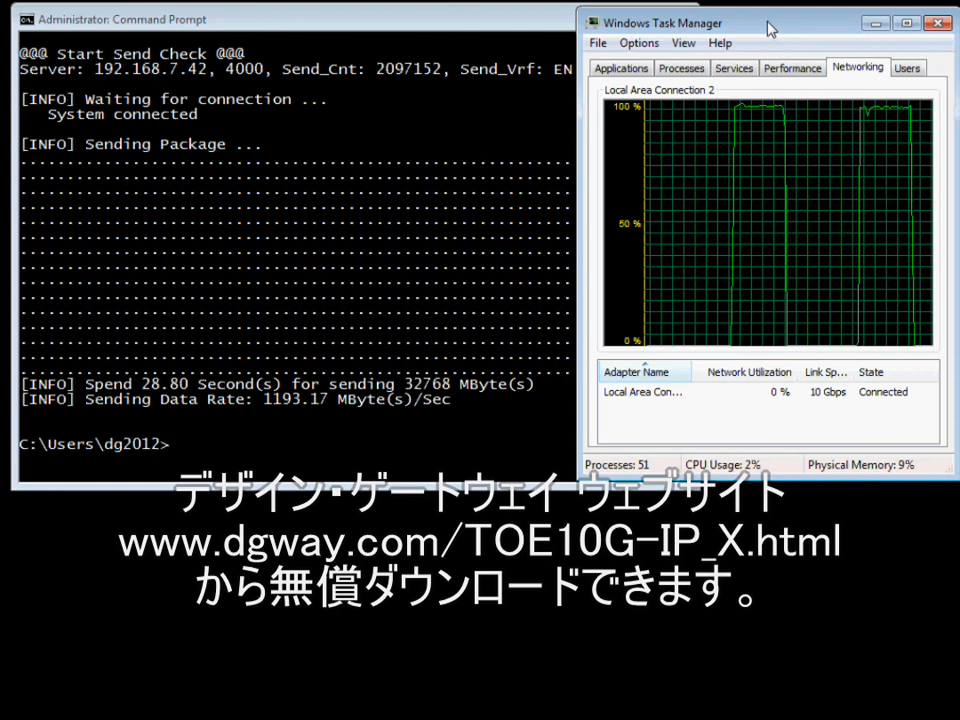 Administrator: Command Prompt
@@@ Start Send Check @@@
Server: 192.168.7.42, 4000, Send_Cnt: 2097152, Send_Vrf: EN
[INFO] Waiting for connection ...
System connected
[INFO] Sending Package ...
[INFO] Spend 28.80 Second(s) for sending 32768 MByte(s)
[INFO] Sending Data Rate: 1193.17 MByte(s)/Sec
C:\Users\dg2012>
Windows Task Manager
File Options View Help
Applications Processes Services Performance Networking Users
Local Area Connection 2
100 %
50 %
0 %
Adapter Name Network Utilization Link Sp... State
Local Area Con... 0 % 10 Gbps Connected
Processes: 51 CPU Usage: 2% Physical Memory: 9%
デザイン・ゲートウェイ ウェブサイト
www.dgway.com/TOE10G-IP_X.html
から無償ダウンロードできます。